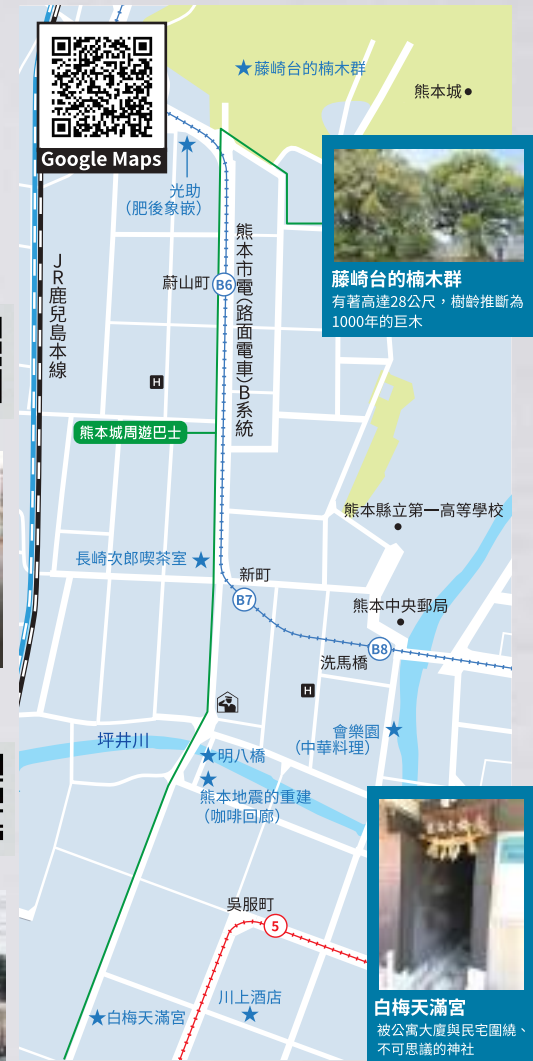 Google Maps
藤崎台的楠木群
熊本城
光助
（肥後象嵌）
藤崎台的楠木群
有著高達28公尺，樹齡推斷為
1000年的巨木
JR鹿兒島本線
熊本市電（路面電車）B系統
蔚山町
B6
H
熊本城周遊巴士
熊本縣立第一高等學校
長崎次郎喫茶室
新町
B7
熊本中央郵局
B8
洗馬橋
H
會樂園
（中華料理）
坪井川
明八橋
熊本地震的重建
（咖啡回廊）
吳服町
5
川上酒店
白梅天滿宮
白梅天滿宮
被公寓大廈與民宅圍繞、
不可思議的神社